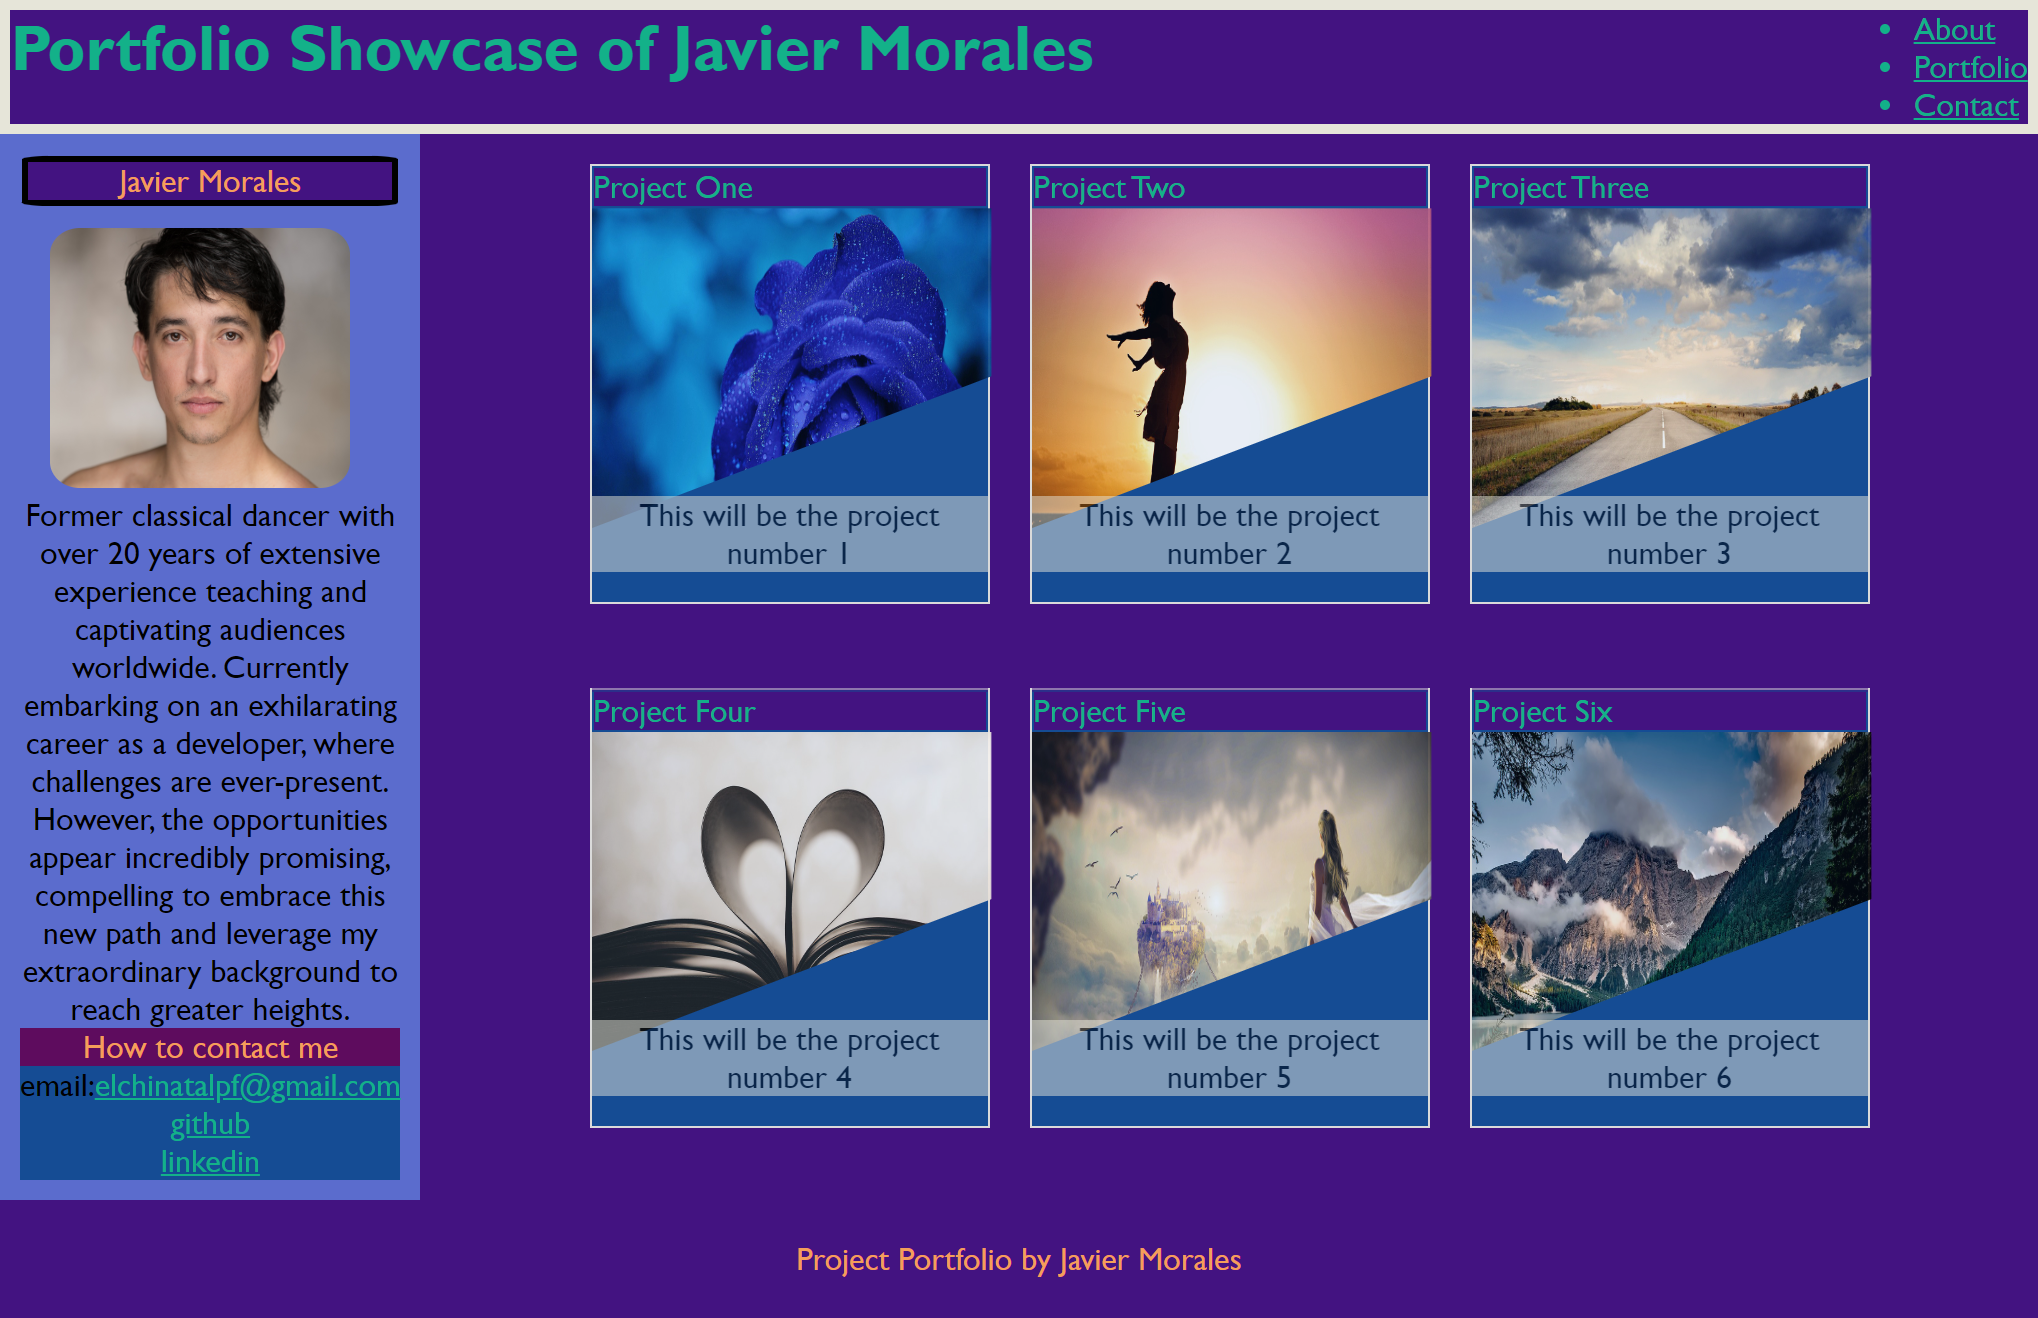 Portfolio Showcase of Javier Morales
About
Portfolio
Contact
Javier Morales
Former classical dancer with
over 20 years of extensive
experience teaching and
captivating audiences
worldwide. Currently
embarking on an exhilarating
career as a developer, where
challenges are ever-present.
However, the opportunities
appear incredibly promising,
compelling to embrace this
new path and leverage my
extraordinary background to
reach greater heights.
How to contact me
email:elchinatalpf@gmail.com
github
linkedin
Project One
This will be the project
number 1
Project Two
This will be the project
number 2
Project Three
This will be the project
number 3
Project Four
This will be the project
number 4
Project Five
This will be the project
number 5
Project Six
This will be the project
number 6
Project Portfolio by Javier Morales